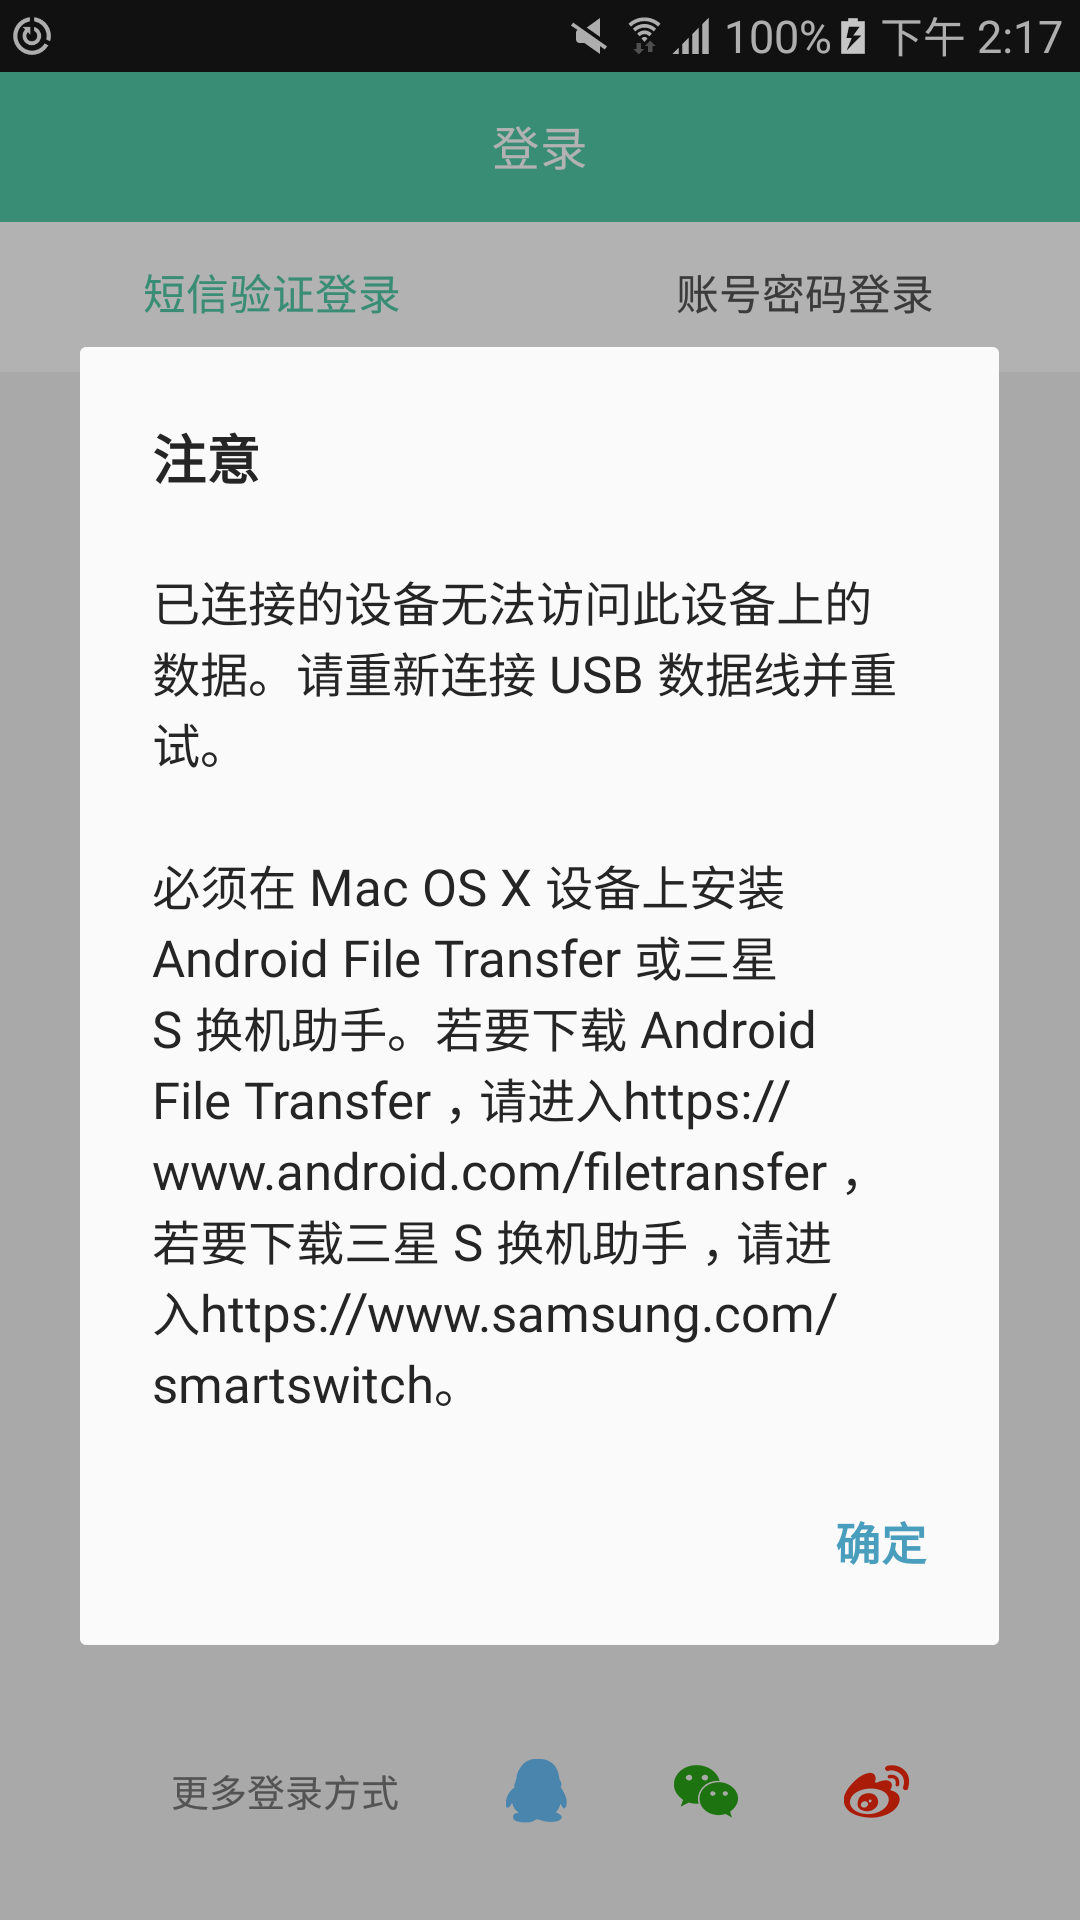 100% 下午 2:17
登录
短信验证登录 账号密码登录
注意
已连接的设备无法访问此设备上的
数据。请重新连接 USB 数据线并重
试。
必须在 Mac OS X 设备上安装
Android File Transfer 或三星
S 换机助手。若要下载 Android
File Transfer，请进入https://
www.android.com/filetransfer，
若要下载三星 S 换机助手，请进
入https://www.samsung.com/
smartswitch。
确定
更多登录方式